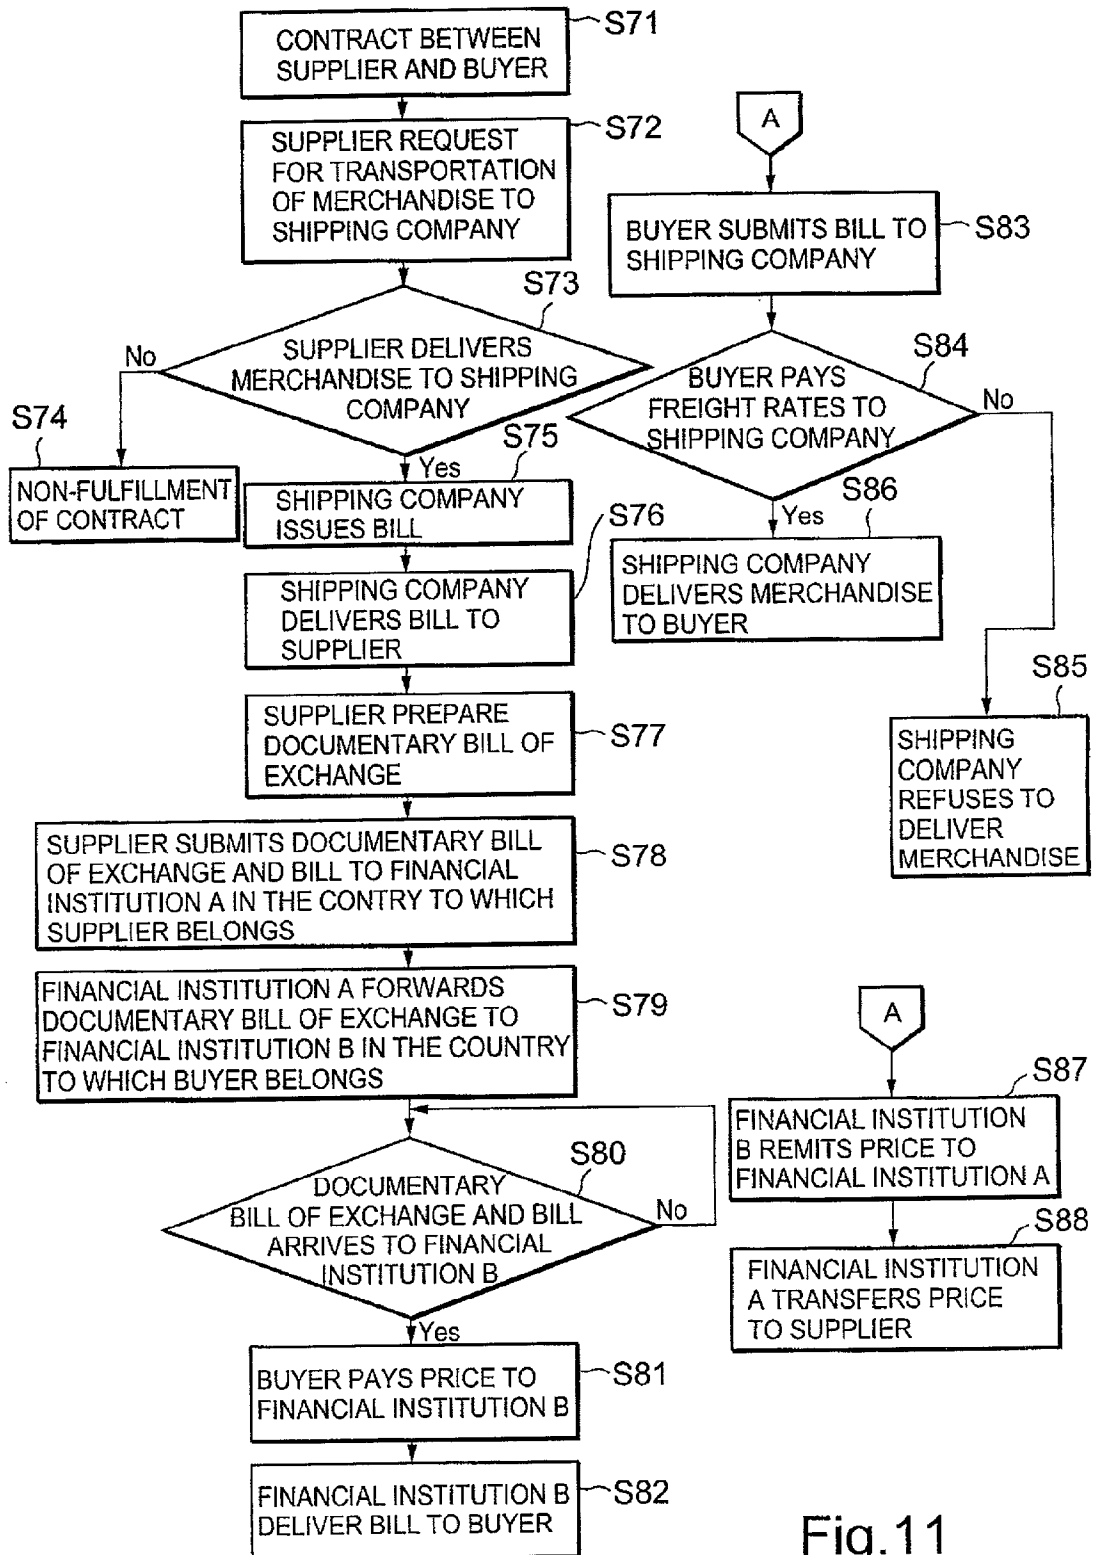 S71
CONTRACT BETWEEN
SUPPLIER AND BUYER
S72
SUPPLIER REQUEST
FOR TRANSPORTATION
OF MERCHANDISE TO
SHIPPING COMPANY
S73
SUPPLIER DELIVERS
MERCHANDISE TO SHIPPING
COMPANY
No
S74
NON-FULFILLMENT
OF CONTRACT
Yes
S75
SHIPPING COMPANY
ISSUES BILL
S76
SHIPPING COMPANY
DELIVERS BILL TO
SUPPLIER
S77
SUPPLIER PREPARE
DOCUMENTARY BILL OF
EXCHANGE
S78
SUPPLIER SUBMITS DOCUMENTARY BILL
OF EXCHANGE AND BILL TO FINANCIAL
INSTITUTION A IN THE CONTRY TO WHICH
SUPPLIER BELONGS
S79
FINANCIAL INSTITUTION A FORWARDS
DOCUMENTARY BILL OF EXCHANGE TO
FINANCIAL INSTITUTION B IN THE COUNTRY
TO WHICH BUYER BELONGS
S80
DOCUMENTARY
BILL OF EXCHANGE AND BILL
ARRIVES TO FINANCIAL
INSTITUTION B
No
Yes
S81
BUYER PAYS PRICE TO
FINANCIAL INSTITUTION B
S82
FINANCIAL INSTITUTION B
DELIVER BILL TO BUYER
A
S83
BUYER SUBMITS BILL TO
SHIPPING COMPANY
S84
BUYER PAYS
FREIGHT RATES TO
SHIPPING COMPANY
No
Yes
S86
SHIPPING COMPANY
DELIVERS MERCHANDISE
TO BUYER
S85
SHIPPING
COMPANY
REFUSES TO
DELIVER
MERCHANDISE
A
S87
FINANCIAL INSTITUTION
B REMITS PRICE TO
FINANCIAL INSTITUTION A
S88
FINANCIAL INSTITUTION
A TRANSFERS PRICE
TO SUPPLIER
Fig.11